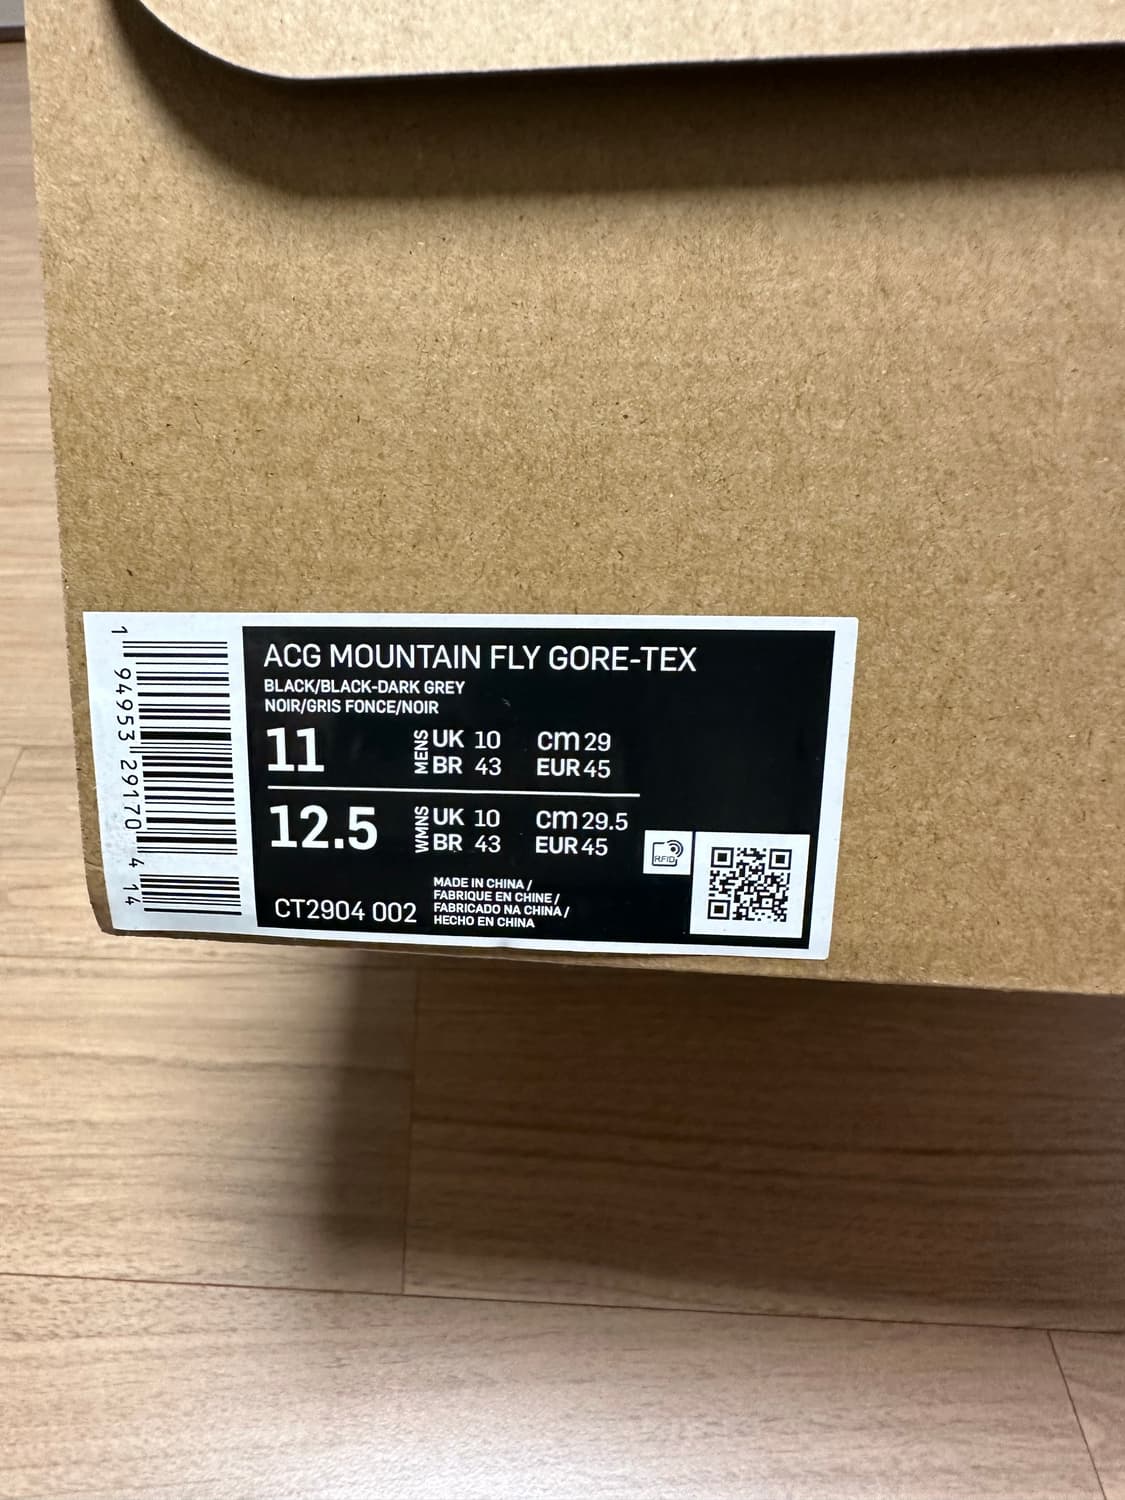 ACG MOUNTAIN FLY GORE-TEX
BLACK/BLACK-DARK GREY
NOIR/GRIS FONCE/NOIR
11 MENS UK 10 cm 29
BR 43 EUR 45
12.5 WMNS UK 10 cm 29.5
BR 43 EUR 45
RFID
CT2904 002
MADE IN CHINA /
FABRIQUE EN CHINE /
FABRICADO NA CHINA /
HECHO EN CHINA
1 94953 29170 4 14